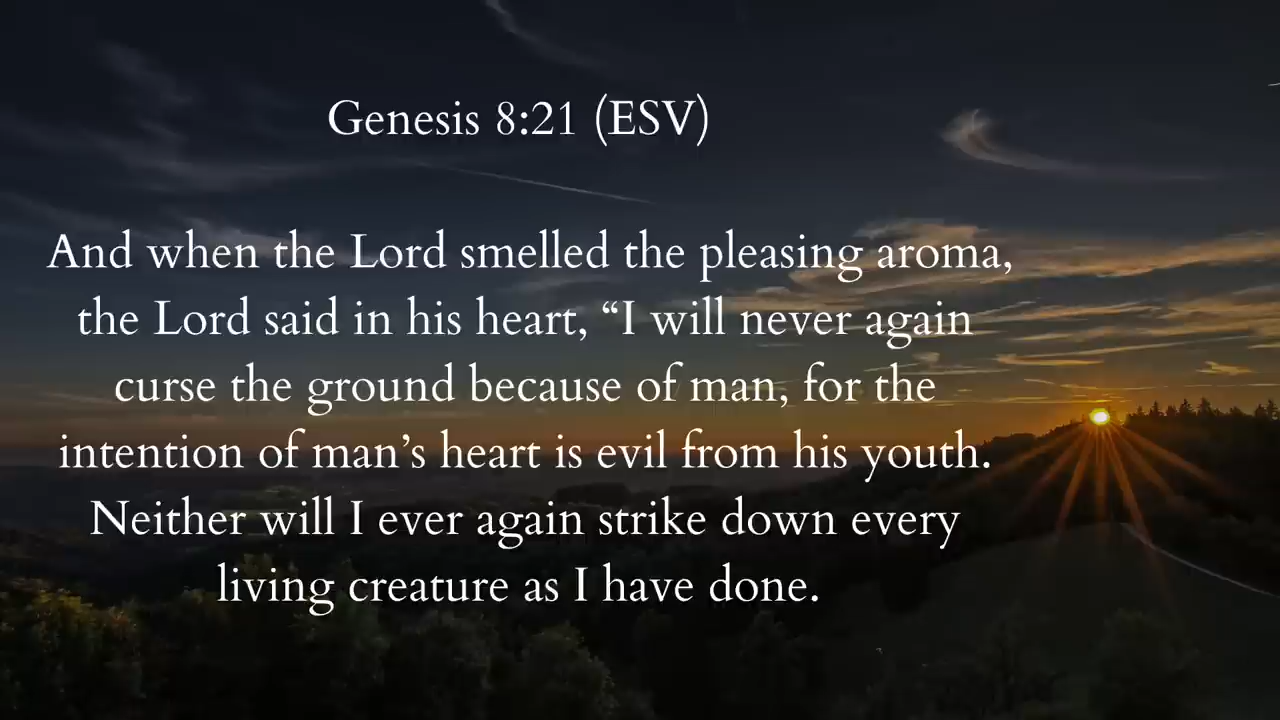 Genesis 8:21 (ESV)
And when the Lord smelled the pleasing aroma,
the Lord said in his heart, “I will never again
curse the ground because of man, for the
intention of man’s heart is evil from his youth.
Neither will I ever again strike down every
living creature as I have done.